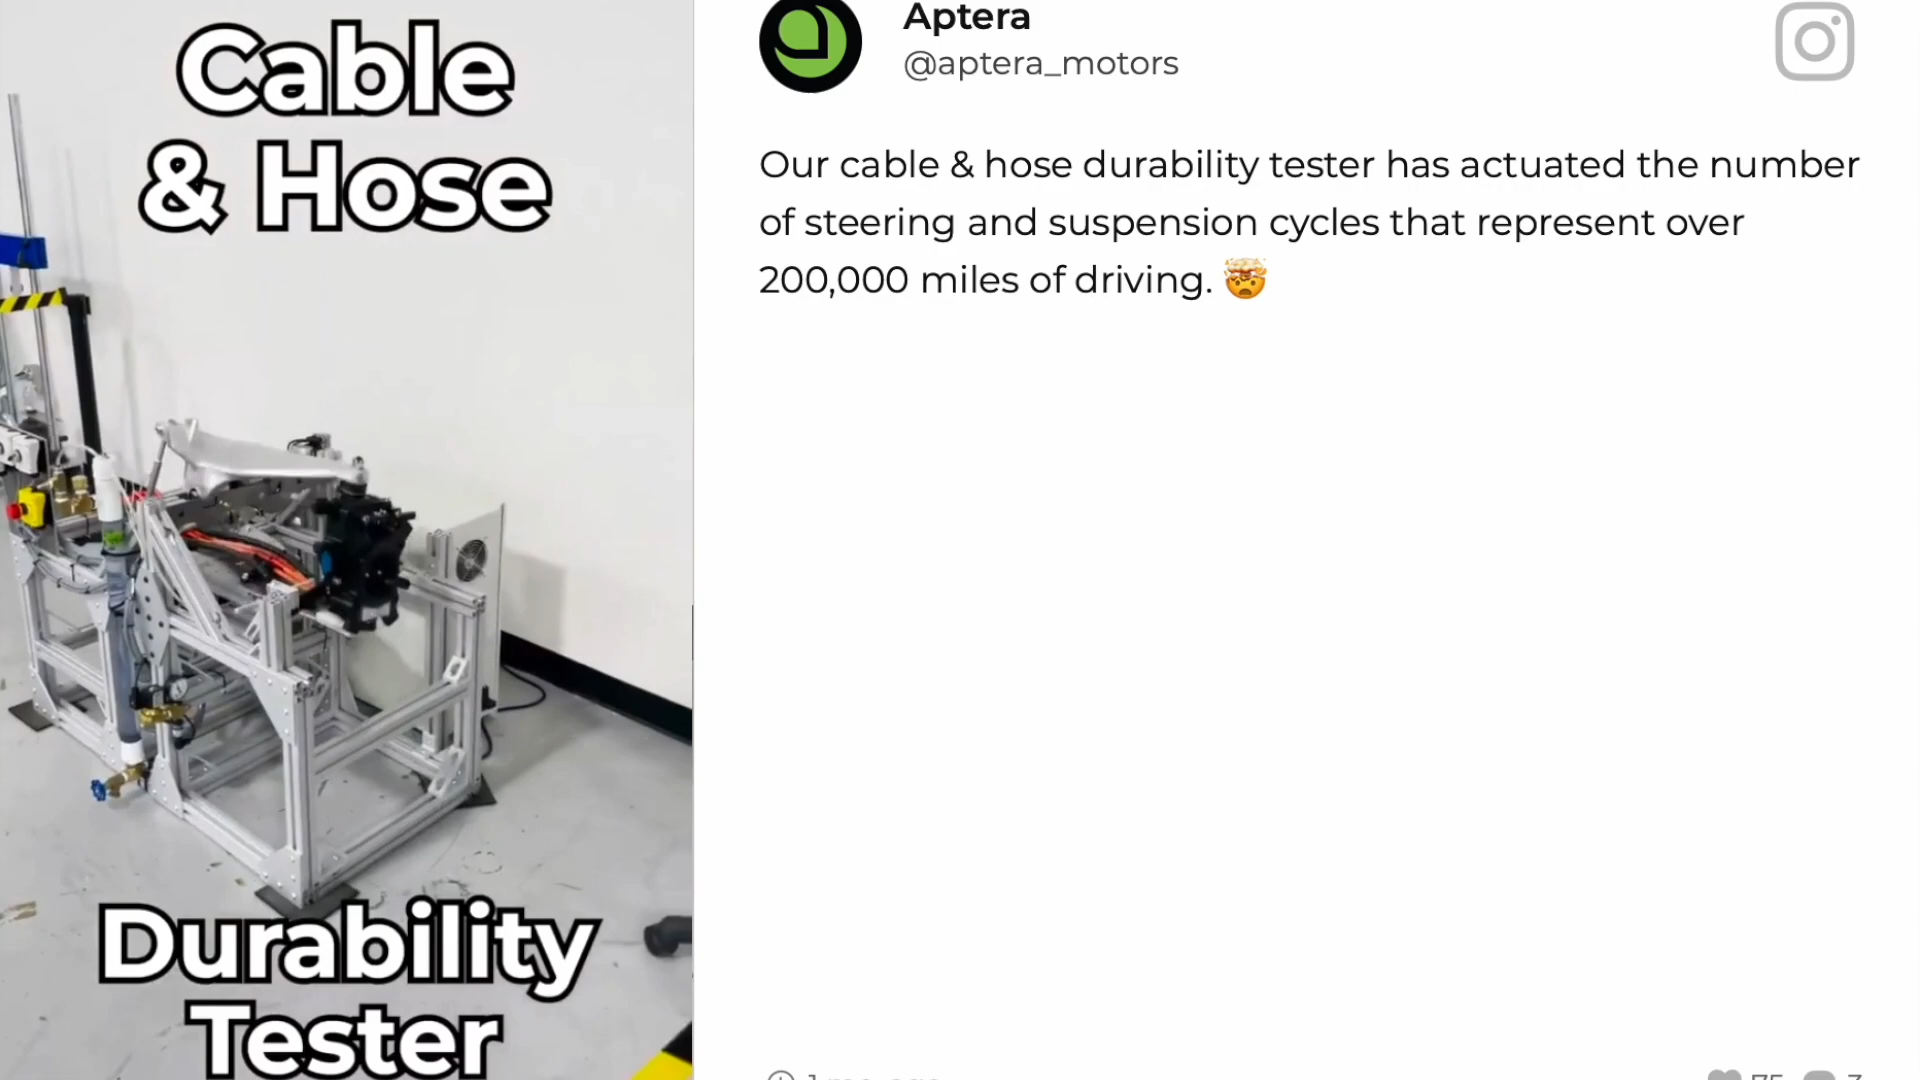 Cable
& Hose
Durability
Tester
Aptera
@aptera_motors
Our cable & hose durability tester has actuated the number
of steering and suspension cycles that represent over
200,000 miles of driving. 🤯